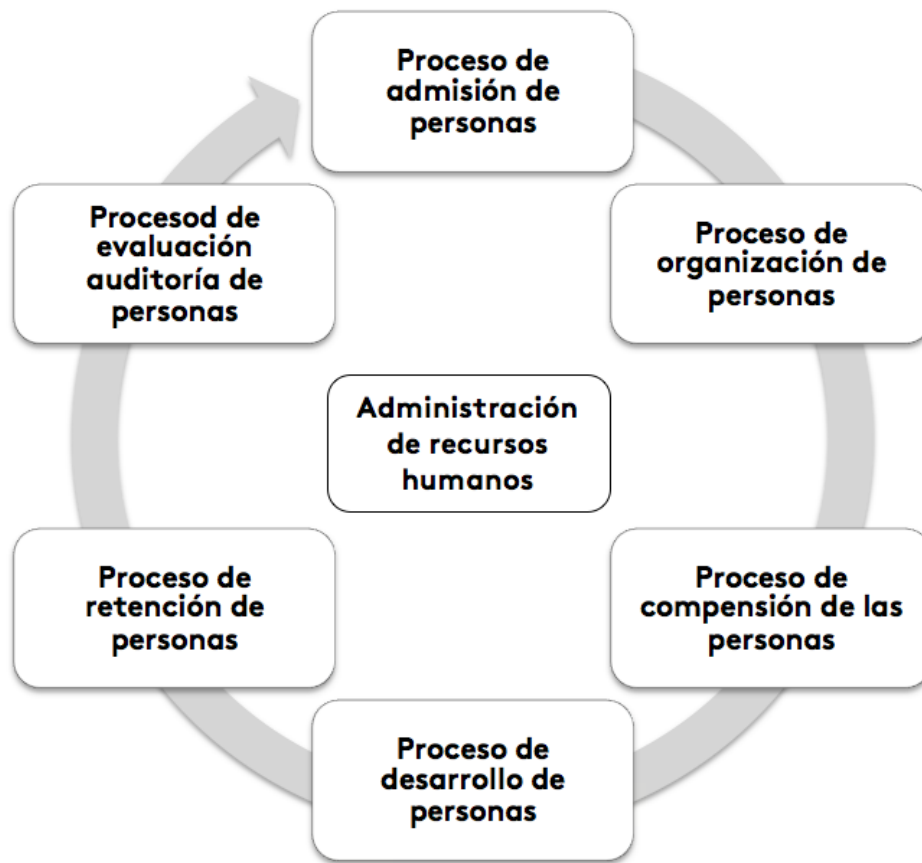 Proceso de
admisión de
personas
Proceso de
organización de
personas
Proceso de
compensión de las
personas
Proceso de
desarrollo de
personas
Proceso de
retención de
personas
Procesod de
evaluación
auditoría de
personas
Administración
de recursos
humanos